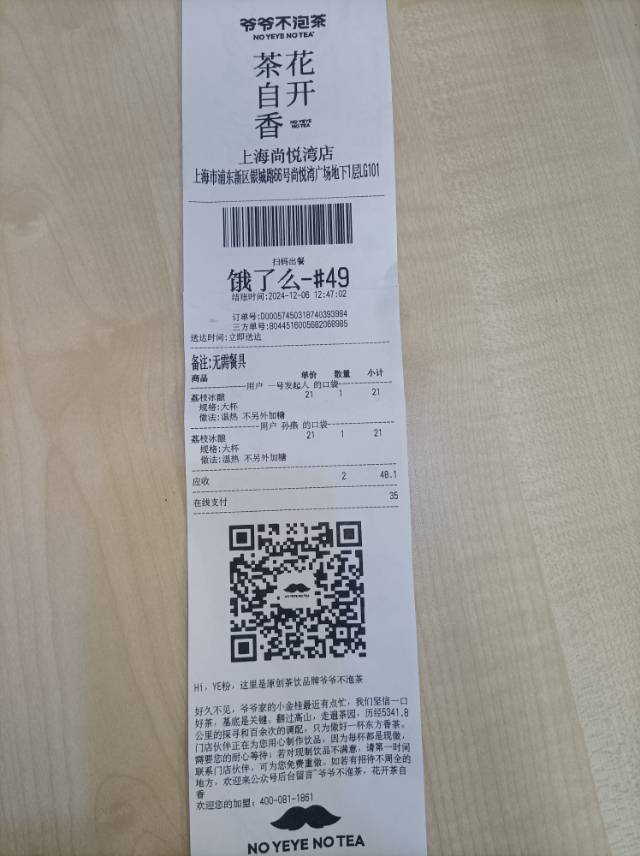 爷爷不泡茶
NO YEYE NO TEA
茶花
自开
香
NO YEYE
NO TEA
上海尚悦湾店
上海市浦东新区银城路66号尚悦湾广场地下1层LG101
扫码出餐
饿了么-#49
结账时间:2024-12-06 12:47:02
订单号:D00057450318740393984
三方单号:8044516005682068985
送达时间:立即送达
备注:无需餐具
商品 单价 数量 小计
用户 一号发起人 的口袋
荔枝冰酿 21 1 21
规格:大杯
做法:温热 不另外加糖
用户 孙燕 的口袋
荔枝冰酿 21 1 21
规格:大杯
做法:温热 不另外加糖
应收 2 48.1
在线支付 35
NO YEYE NO TEA
Hi, YE粉, 这里是原创茶饮品牌爷爷不泡茶
好久不见, 爷爷家的小金桂最近有点忙, 我们坚信一口
好茶, 基底是关键, 翻过高山, 走遍茶园, 历经5341.8
公里的探寻和百余次的调配, 只为做好一杯东方香茶。
门店伙伴正在为您用心制作饮品, 因为每杯都是现做,
需要您的耐心等待; 若对现制饮品不满意, 请第一时间
联系门店伙伴, 可为您免费重做。如若有招待不周全的
地方, 欢迎来公众号后台留言~爷爷不泡茶, 花开茶自
香
欢迎您的加盟: 400-081-1861
NO YEYE NO TEA